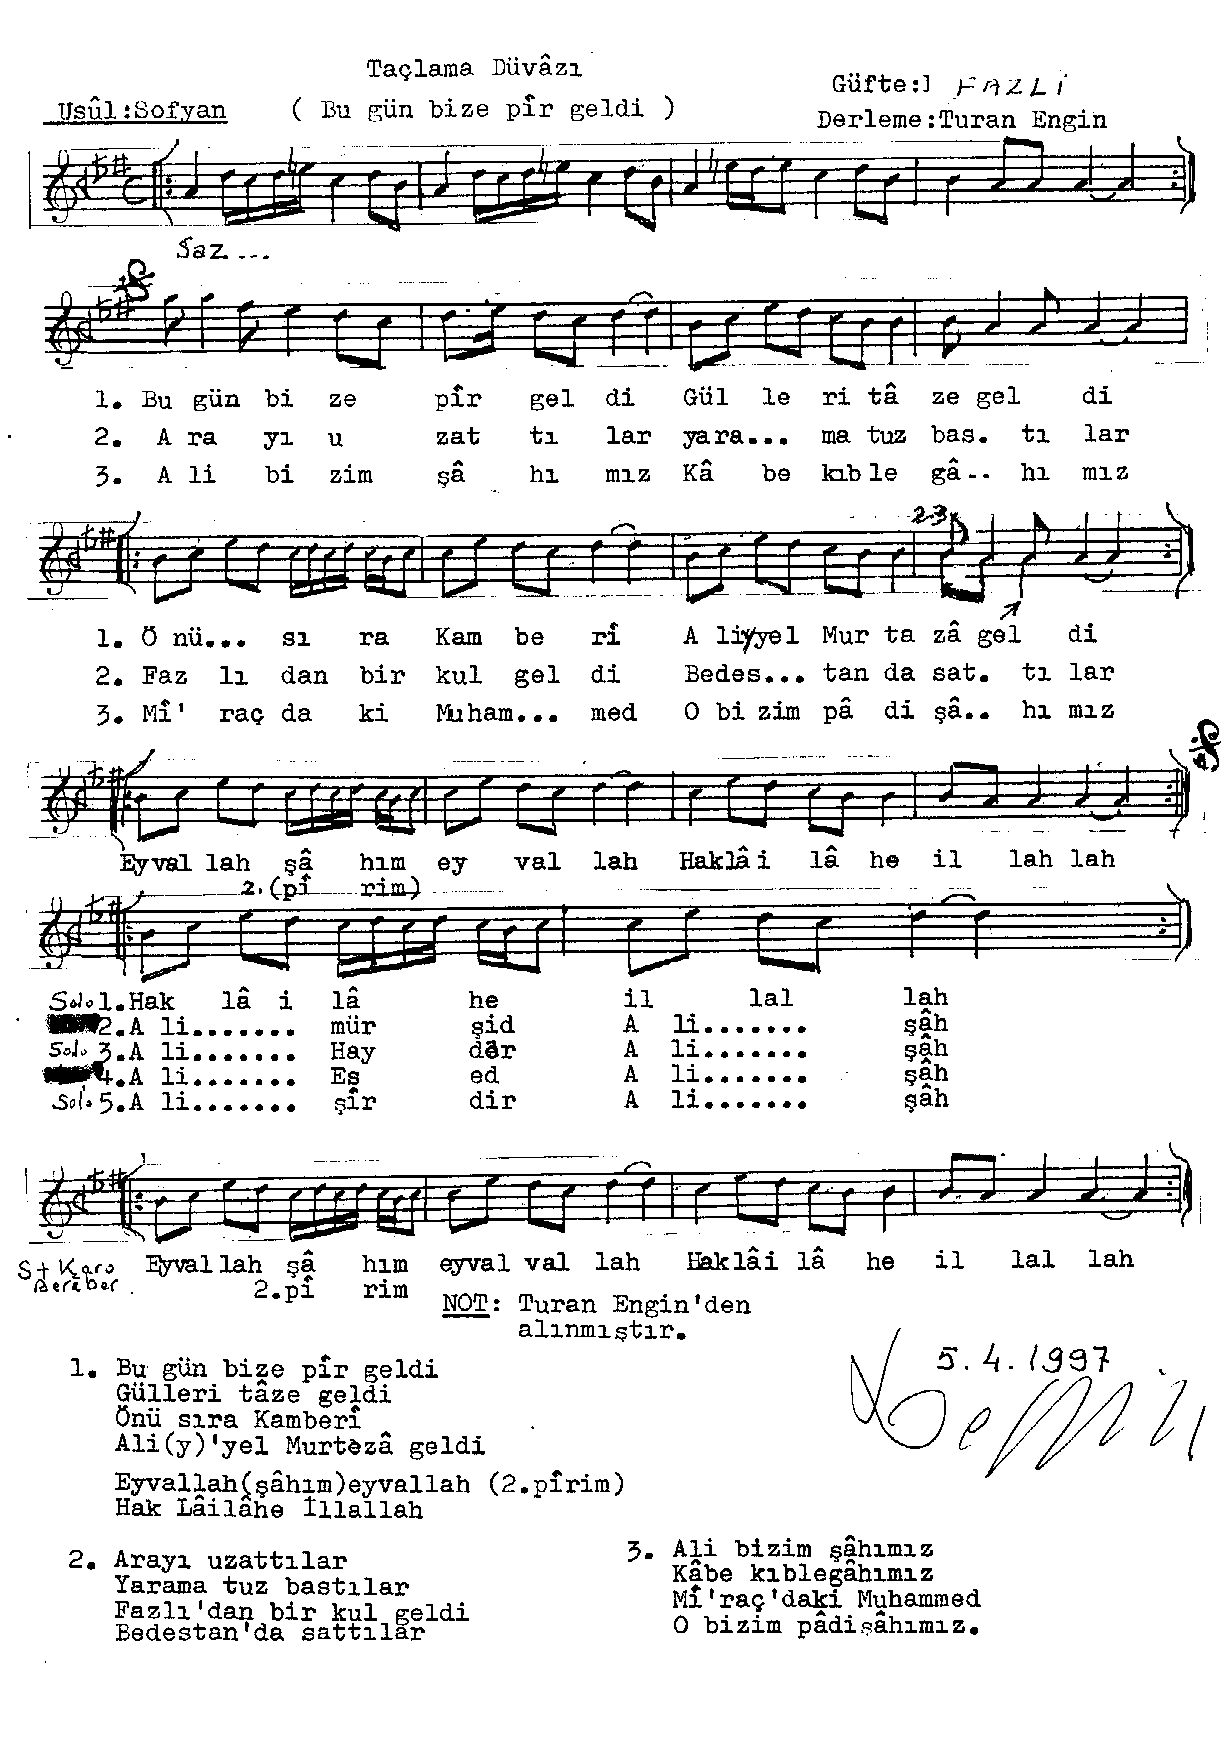 Taçlama Düvâzı
Usûl:Sofyan ( Bu gün bize pîr geldi )
Güfte:] FAZLİ
Derleme:Turan Engin
Saz...
1. Bu gün bi ze pîr gel di Gül le ri tâ ze gel di
2. A ra yı u zat tı lar yara... ma tuz bas. tı lar
3. A li bi zim şâ hı mız Kâ be kıb le gâ.. hı mız
2.3
1. Ö nü... sı ra Kam be rî A liyyel Mur ta zâ gel di
2. Faz lı dan bir kul gel di Bedes... tan da sat. tı lar
3. Mî' raç da ki Muham... med O bi zim pâ di şâ.. hı mız
Eyval lah şâ hım ey val lah Haklâi lâ he il lah lah
2.(pî rim)
Solo 1.Hak lâ i lâ he il lal lah
2.A li....... mür şid A li....... şâh
Solo 3.A li....... Hay der A li....... şâh
4.A li....... Es ed A li....... şâh
Sol. 5.A li....... şîr dir A li....... şâh
S+ Karo Beraber
Eyval lah şâ hım eyval val lah Haklâi lâ he il lal lah
2.pî rim
NOT: Turan Engin'den
alınmıştır.
5.4.1997
1. Bu gün bize pîr geldi
Gülleri tâze geldi
Önü sıra Kamberî
Ali(y)'yel Murtezâ geldi
Eyvallah(şâhım)eyvallah (2.pîrim)
Hak Lâilâhe İllallah
2. Arayı uzattılar
Yarama tuz bastılar
Fazlı'dan bir kul geldi
Bedestan'da sattılar
3. Ali bizim şâhımız
Kâbe kıblegâhımız
Mî'raç'daki Muhammed
O bizim pâdişâhımız.